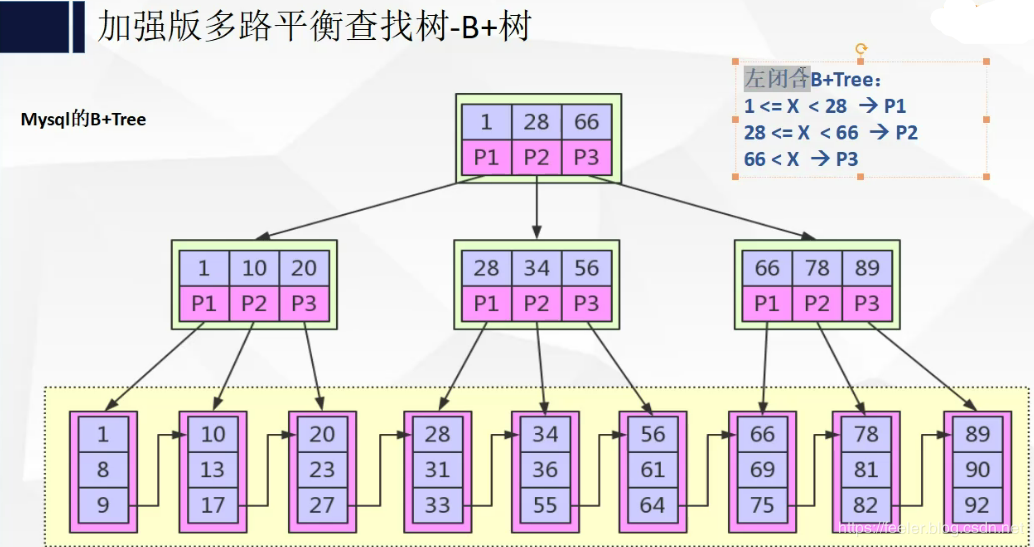 加强版多路平衡查找树-B+树
左闭合B+Tree:
1 <= X < 28 → P1
28 <= X < 66 → P2
66 < X → P3
Mysql的B+Tree
1 28 66
P1 P2 P3
1 10 20
P1 P2 P3
28 34 56
P1 P2 P3
66 78 89
P1 P2 P3
1 10 20 28 34 56 66 78 89
8 13 23 31 36 61 69 81 90
9 17 27 33 55 64 75 82 92
https://feeler.blog.csdn.net